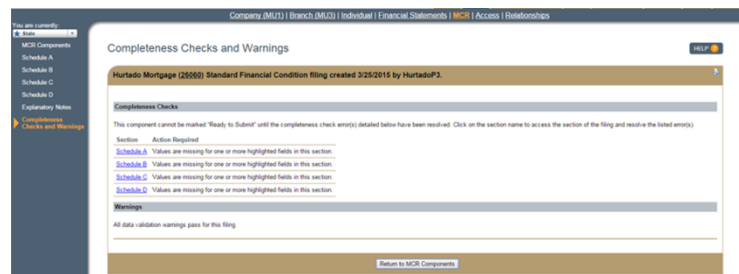 Company (MU1) | Branch (MU3) | Individual | Financial Statements | MCR | Access | Relationships
You are currently:
State
MCR Components
Schedule A
Schedule B
Schedule C
Schedule D
Explanatory Notes
Completeness
Checks and Warnings
Completeness Checks and Warnings
HELP
Hurtado Mortgage (26060) Standard Financial Condition filing created 3/25/2015 by HurtadoP3.
Completeness Checks
This component cannot be marked "Ready to Submit" until the completeness check error(s) detailed below have been resolved. Click on the section name to access the section of the filing and resolve the listed error(s)
Section Action Required
Schedule A Values are missing for one or more highlighted fields in this section.
Schedule B Values are missing for one or more highlighted fields in this section.
Schedule C Values are missing for one or more highlighted fields in this section.
Schedule D Values are missing for one or more highlighted fields in this section.
Warnings
All data validation warnings pass for this filing.
Return to MCR Components